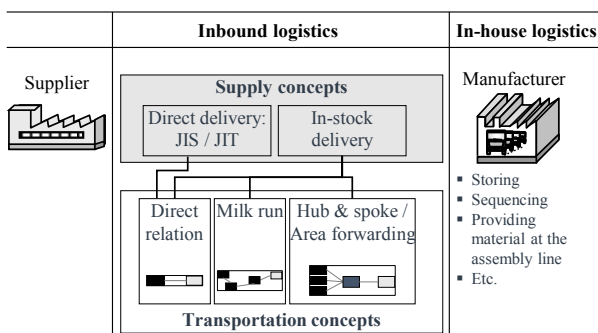 Inbound logistics
In-house logistics
Supplier
Supply concepts
Direct delivery:
JIS / JIT
In-stock
delivery
Direct
relation
Milk run
Hub & spoke /
Area forwarding
Transportation concepts
Manufacturer
▪ Storing
▪ Sequencing
▪ Providing
material at the
assembly line
▪ Etc.